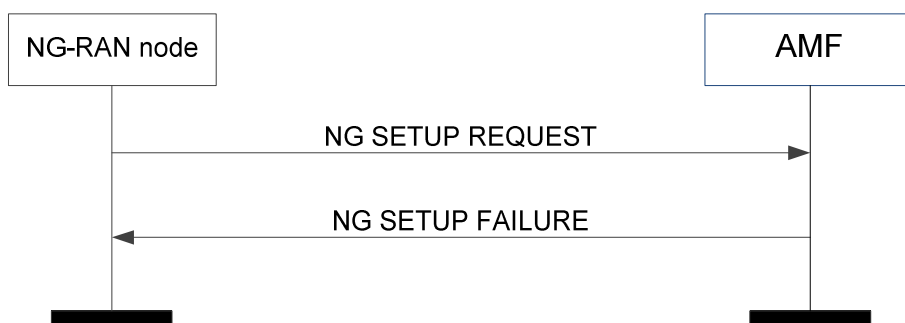 NG-RAN node
AMF
NG SETUP REQUEST
NG SETUP FAILURE